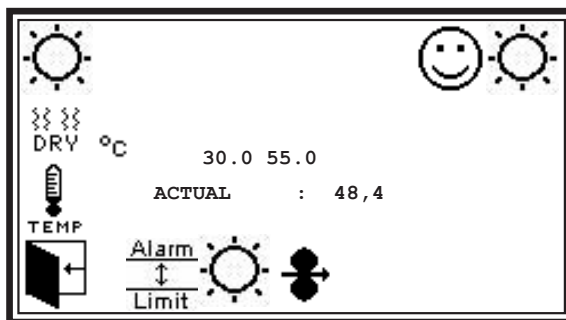 DRY °C
30.0 55.0
ACTUAL : 48,4
TEMP
Alarm
Limit